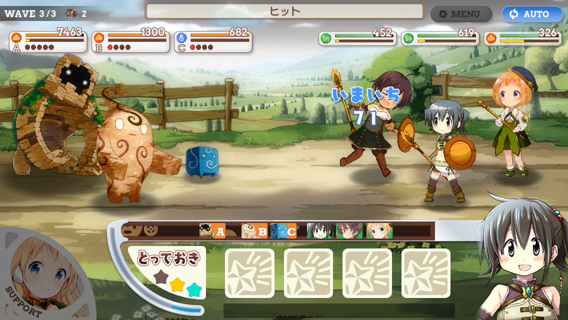 WAVE 3/3 2
ヒット
MENU
AUTO
7463
A
1300
B
682
C
452
619
326
いまいち
71
A B C
とっておき
SUPPORT